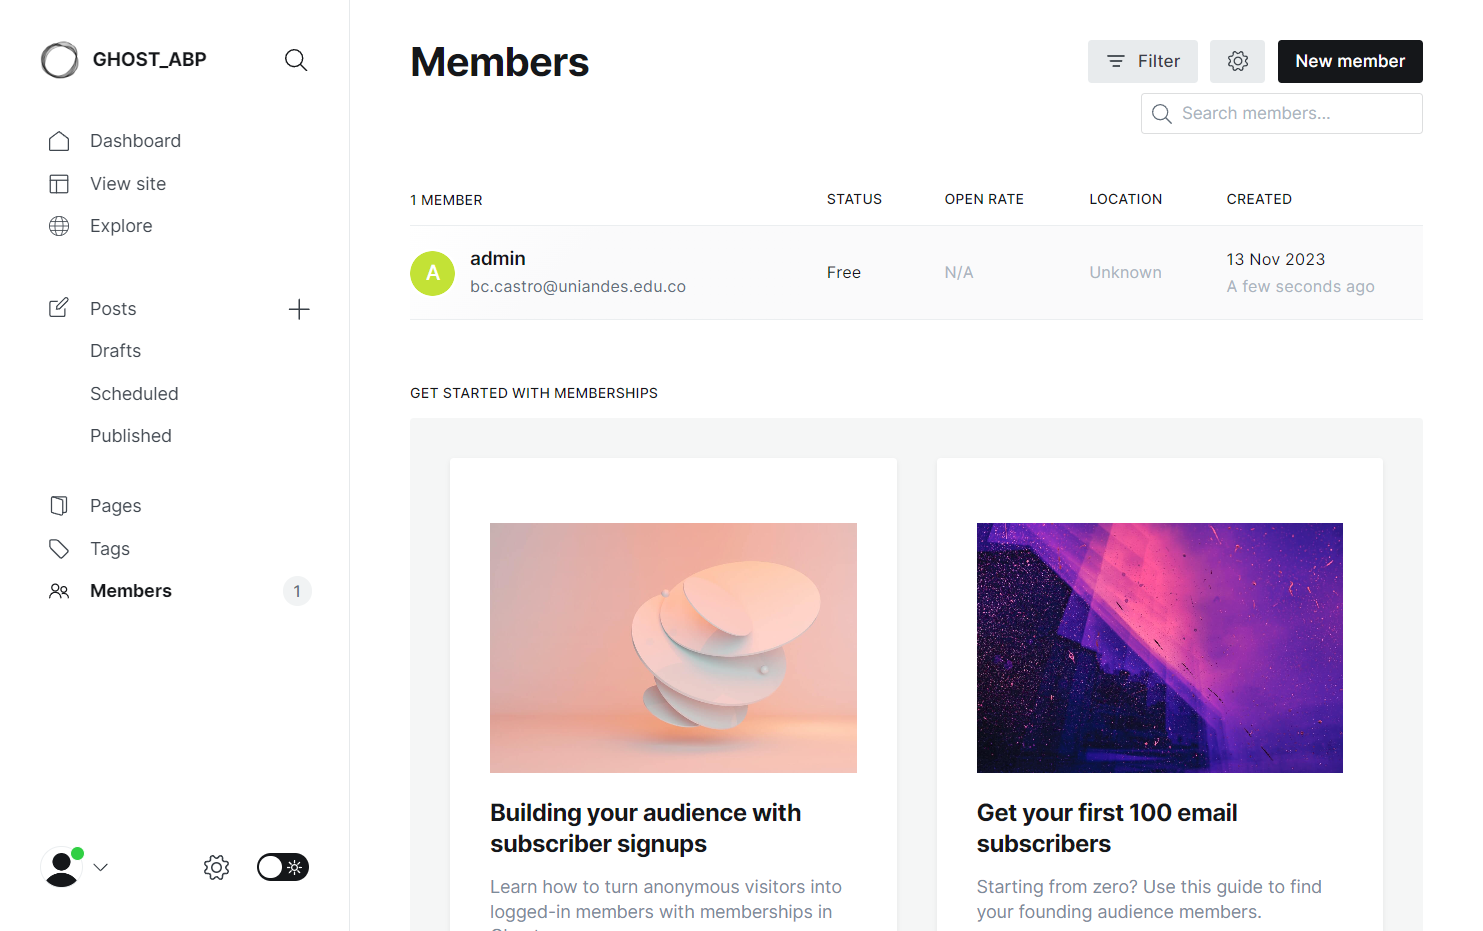 GHOST_ABP
Dashboard
View site
Explore
Posts
Drafts
Scheduled
Published
Pages
Tags
Members
1
Members
Filter
New member
Search members...
1 MEMBER
STATUS
OPEN RATE
LOCATION
CREATED
A
admin
bc.castro@uniandes.edu.co
Free
N/A
Unknown
13 Nov 2023
A few seconds ago
GET STARTED WITH MEMBERSHIPS
Building your audience with
subscriber signups
Learn how to turn anonymous visitors into
logged-in members with memberships in
Get your first 100 email
subscribers
Starting from zero? Use this guide to find
your founding audience members.